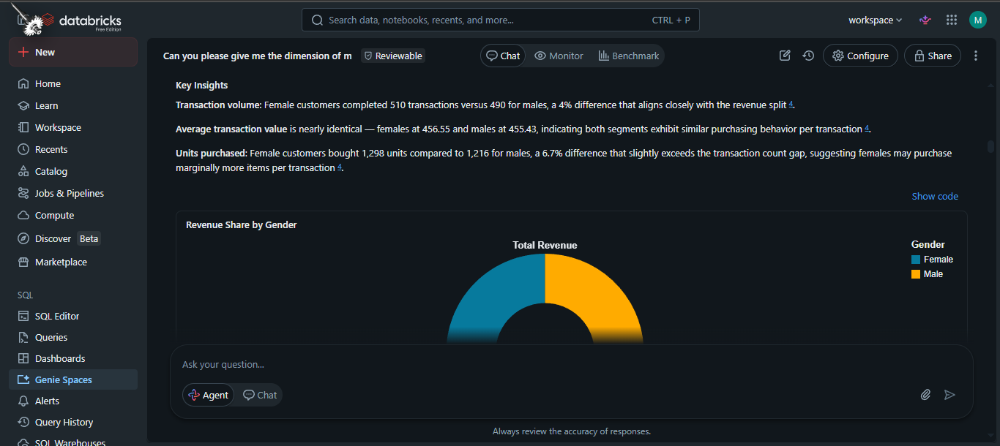 databricks
Free Edition
Search data, notebooks, recents, and more...
CTRL + P
workspace
M
New
Home
Learn
Workspace
Recents
Catalog
Jobs & Pipelines
Compute
Discover Beta
Marketplace
SQL
SQL Editor
Queries
Dashboards
Genie Spaces
Alerts
Query History
SQL Warehouses
Can you please give me the dimension of m
Reviewable
Chat
Monitor
Benchmark
Configure
Share
Key Insights
Transaction volume: Female customers completed 510 transactions versus 490 for males, a 4% difference that aligns closely with the revenue split 4.
Average transaction value is nearly identical — females at 456.55 and males at 455.43, indicating both segments exhibit similar purchasing behavior per transaction 4.
Units purchased: Female customers bought 1,298 units compared to 1,216 for males, a 6.7% difference that slightly exceeds the transaction count gap, suggesting females may purchase
marginally more items per transaction 4.
Show code
Revenue Share by Gender
Total Revenue
Gender
Female
Male
Ask your question...
Agent
Chat
Always review the accuracy of responses.